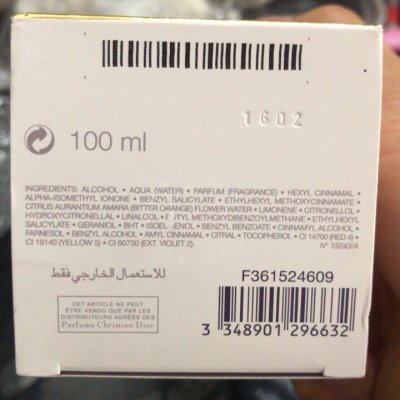 1602
100 ml
INGREDIENTS: ALCOHOL • AQUA (WATER) • PARFUM (FRAGRANCE) • HEXYL CINNAMAL •
ALPHA-ISOMETHYL IONONE • BENZYL SALICYLATE • ETHYLHEXYL METHOXYCINNAMATE •
CITRUS AURANTIUM AMARA (BITTER ORANGE) FLOWER WATER • LIMONENE • CITRONELLOL •
HYDROXYCITRONELLAL • LINALOOL • METHOXYDIBENZOYLMETHANE • ETHYLHEXYL
SALICYLATE • GERANIOL • BHT • ISOEUGENOL • BENZYL BENZOATE • CINNAMYL ALCOHOL •
FARNESOL • BENZYL ALCOHOL • AMYL CINNAMAL • CITRAL • TOCOPHEROL • CI 14700 (RED 4) •
CI 19140 (YELLOW 5) • CI 60730 (EXT. VIOLET 2). N° 13243/A
للاستعمال الخارجي فقط
F361524609
CET ARTICLE NE PEUT
ÊTRE VENDU QUE PAR LES
DISTRIBUTEURS AGRÉÉS DES
Parfums Christian Dior
3 348901 296632